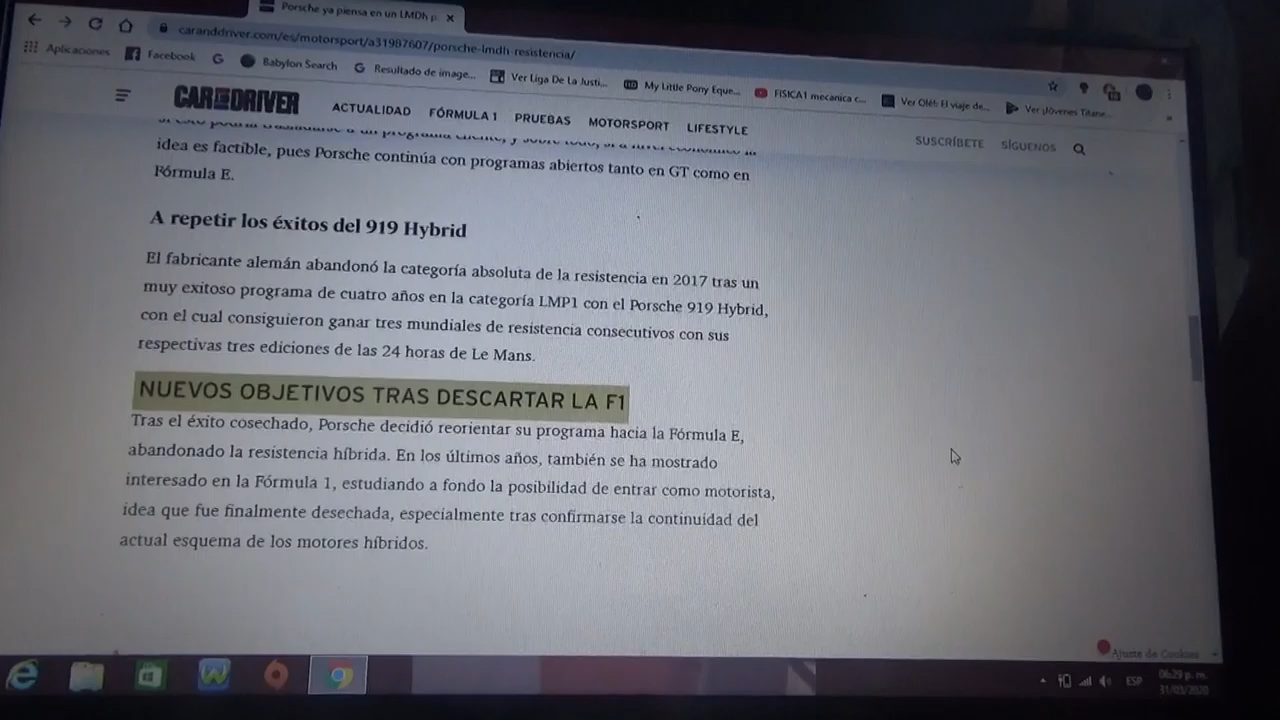 Porsche ya piensa en un LMDh p
caranddriver.com/es/motorsport/a31987607/porsche-lmdh-resistencia/
Aplicaciones Facebook Babylon Search Resultado de image... Ver Liga De La Justi... My Little Pony Eque... FISICA1 mecanica c... Ver Olé!: El viaje de... Ver ¡Jóvenes Titane...
CAR AND DRIVER ACTUALIDAD FÓRMULA 1 PRUEBAS MOTORSPORT LIFESTYLE SUSCRÍBETE SÍGUENOS
idea es factible, pues Porsche continúa con programas abiertos tanto en GT como en
Fórmula E.
A repetir los éxitos del 919 Hybrid
El fabricante alemán abandonó la categoría absoluta de la resistencia en 2017 tras un
muy exitoso programa de cuatro años en la categoría LMP1 con el Porsche 919 Hybrid,
con el cual consiguieron ganar tres mundiales de resistencia consecutivos con sus
respectivas tres ediciones de las 24 horas de Le Mans.
NUEVOS OBJETIVOS TRAS DESCARTAR LA F1
Tras el éxito cosechado, Porsche decidió reorientar su programa hacia la Fórmula E,
abandonado la resistencia híbrida. En los últimos años, también se ha mostrado
interesado en la Fórmula 1, estudiando a fondo la posibilidad de entrar como motorista,
idea que fue finalmente desechada, especialmente tras confirmarse la continuidad del
actual esquema de los motores híbridos.
Ajuste de Cookies
ESP
06:29 p. m.
31/03/2020